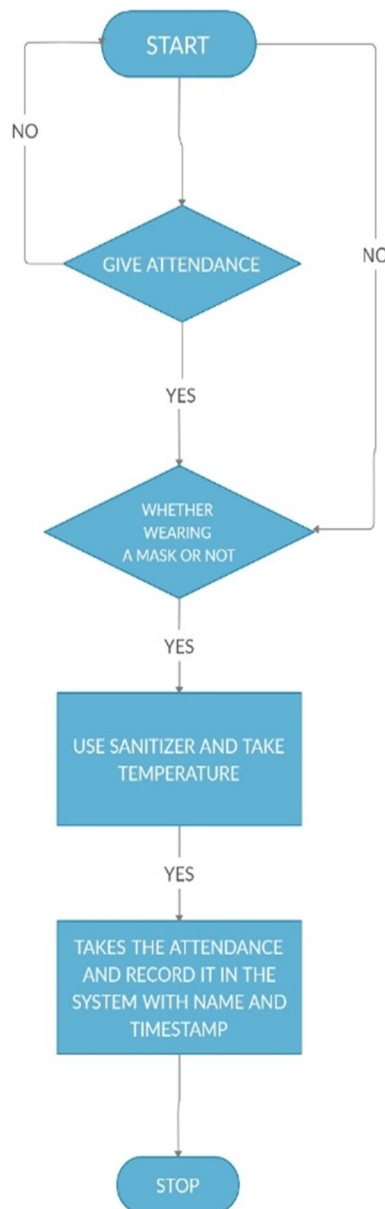 START
NO
GIVE ATTENDANCE
NO
YES
WHETHER
WEARING
A MASK OR NOT
YES
USE SANITIZER AND TAKE
TEMPERATURE
YES
TAKES THE ATTENDANCE
AND RECORD IT IN THE
SYSTEM WITH NAME AND
TIMESTAMP
STOP